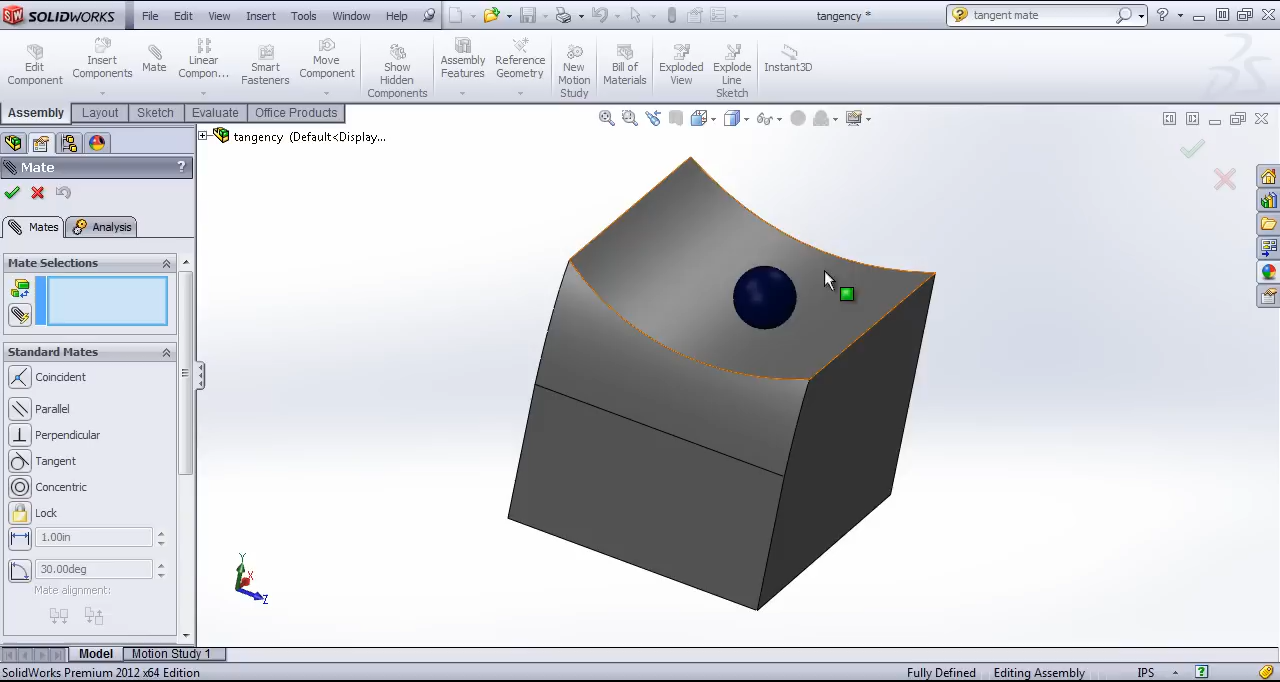 SW SOLIDWORKS File Edit View Insert Tools Window Help tangency * tangent mate
Edit Component
Insert Components
Mate
Linear Compon...
Smart Fasteners
Move Component
Show Hidden Components
Assembly Features
Reference Geometry
New Motion Study
Bill of Materials
Exploded View
Explode Line Sketch
Instant3D
Assembly Layout Sketch Evaluate Office Products
tangency (Default<Display...
Mate ?
Mates Analysis
Mate Selections
Standard Mates
Coincident
Parallel
Perpendicular
Tangent
Concentric
Lock
1.00in
30.00deg
Mate alignment:
Y
X
Z
Model Motion Study 1
SolidWorks Premium 2012 x64 Edition Fully Defined Editing Assembly IPS ?